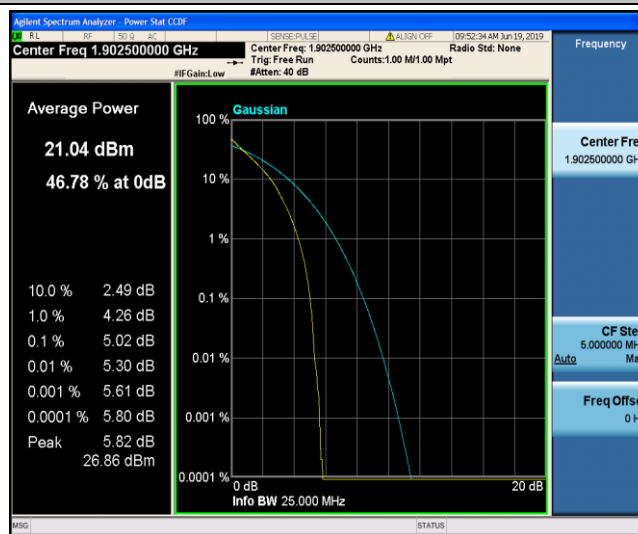 Agilent Spectrum Analyzer - Power Stat CCDF
RL RF 50 Ω AC SENSE:PULSE ALIGN OFF 09:52:34 AM Jun 19, 2019
Center Freq 1.902500000 GHz
Center Freq: 1.902500000 GHz Radio Std: None
Trig: Free Run Counts:1.00 M/1.00 Mpt
#IFGain:Low #Atten: 40 dB
Frequency
Average Power
21.04 dBm
46.78 % at 0dB
10.0 % 2.49 dB
1.0 % 4.26 dB
0.1 % 5.02 dB
0.01 % 5.30 dB
0.001 % 5.61 dB
0.0001 % 5.80 dB
Peak 5.82 dB
26.86 dBm
Gaussian
100 %
10 %
1 %
0.1 %
0.01 %
0.001 %
0.0001 %
0 dB 20 dB
Info BW 25.000 MHz
Center Fre
1.902500000 GH
CF Ste
5.000000 MH
Auto Ma
Freq Offse
0 H
MSG STATUS